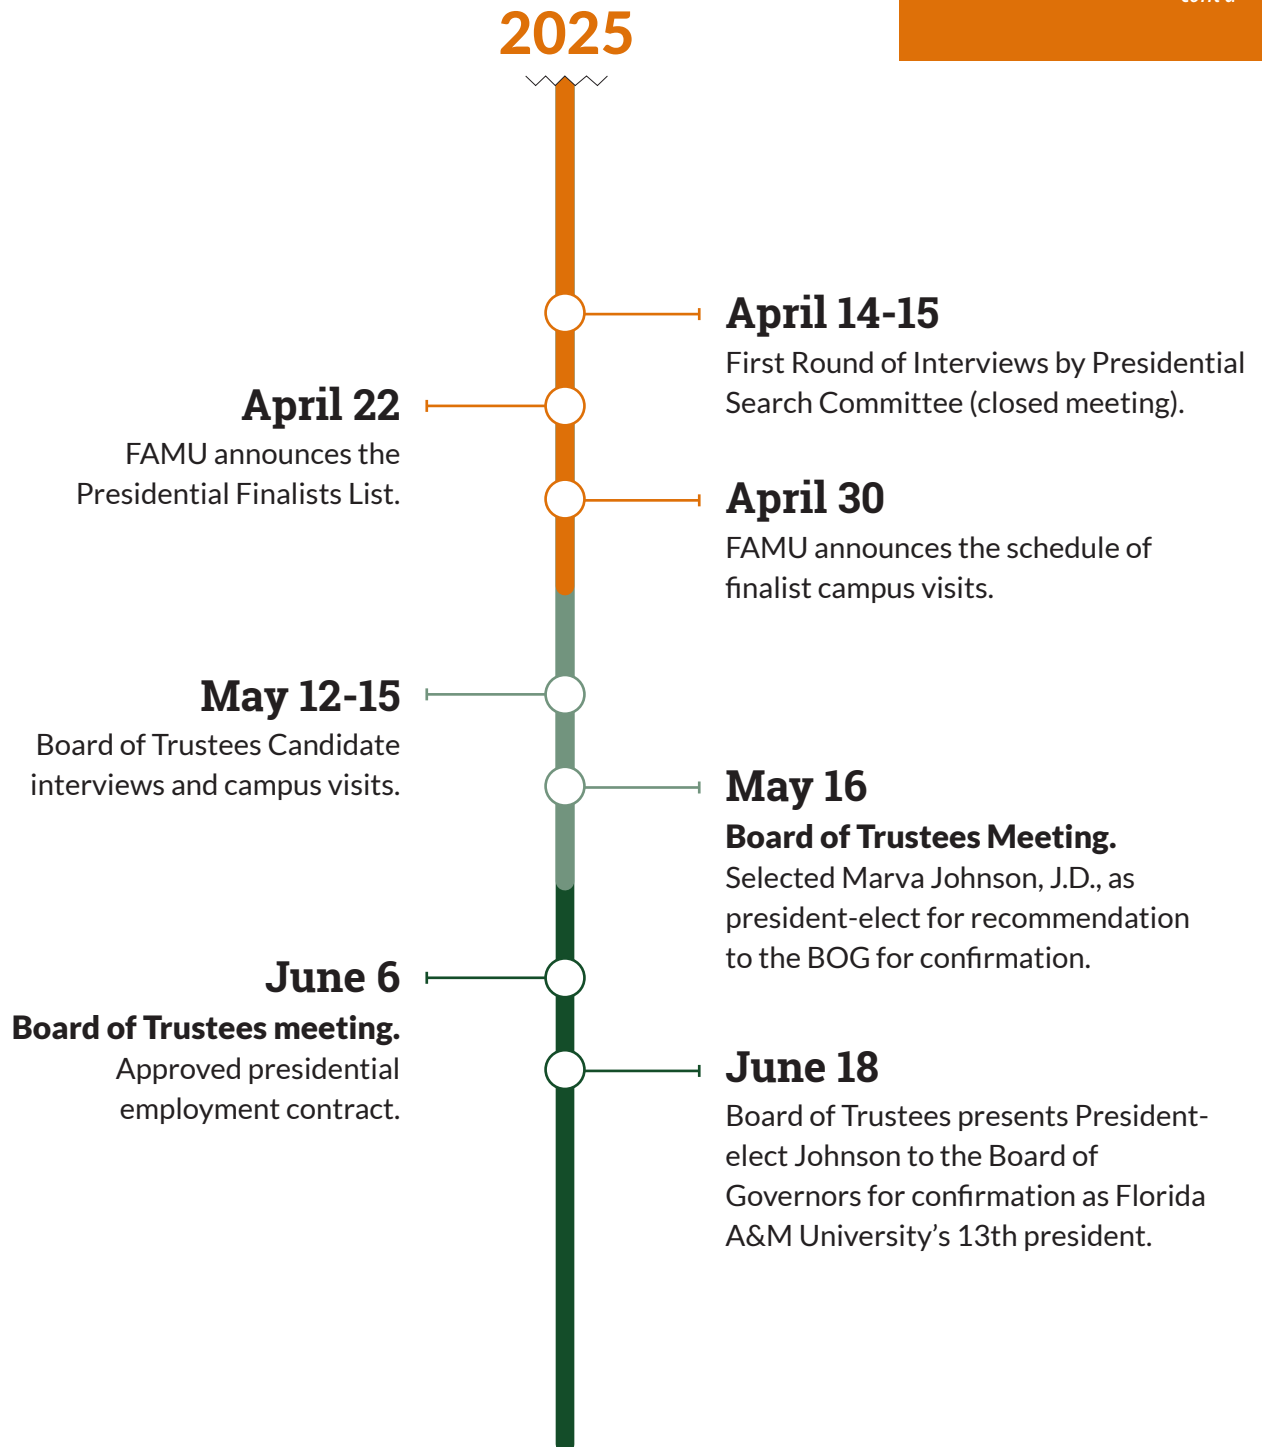 2025
April 14-15
First Round of Interviews by Presidential
Search Committee (closed meeting).
April 22
FAMU announces the
Presidential Finalists List.
April 30
FAMU announces the schedule of
finalist campus visits.
May 12-15
Board of Trustees Candidate
interviews and campus visits.
May 16
Board of Trustees Meeting.
Selected Marva Johnson, J.D., as
president-elect for recommendation
to the BOG for confirmation.
June 6
Board of Trustees meeting.
Approved presidential
employment contract.
June 18
Board of Trustees presents President-
elect Johnson to the Board of
Governors for confirmation as Florida
A&M University’s 13th president.